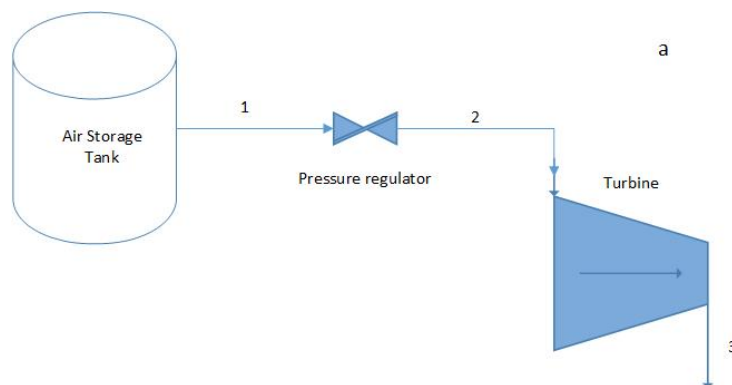 a
1
2
Air Storage
Tank
Pressure regulator
Turbine
3